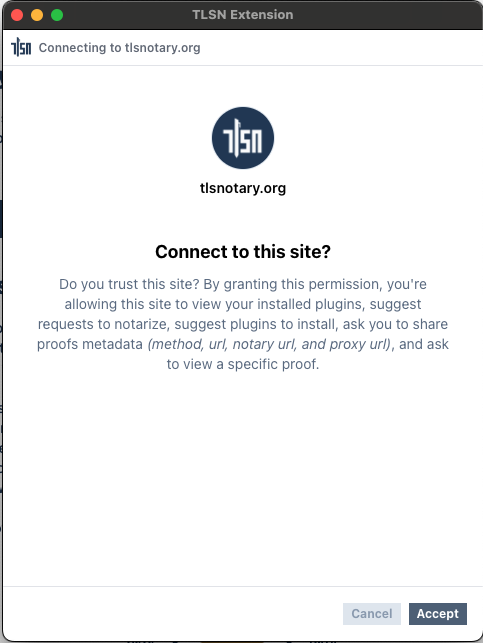 TLSN Extension
TLSN Connecting to tlsnotary.org
TLSN
tlsnotary.org
Connect to this site?
Do you trust this site? By granting this permission, you're
allowing this site to view your installed plugins, suggest
requests to notarize, suggest plugins to install, ask you to share
proofs metadata (method, url, notary url, and proxy url), and ask
to view a specific proof.
Cancel Accept